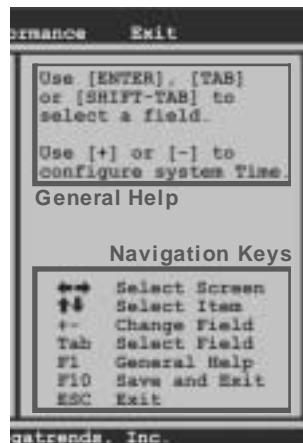 rmance Exit
Use [ENTER], [TAB]
or [SHIFT-TAB] to
select a field.
Use [+] or [-] to
configure system Time.
General Help
Navigation Keys
←→ Select Screen
↑↓ Select Item
+- Change Field
Tab Select Field
F1 General Help
F10 Save and Exit
ESC Exit
gatrends, Inc.